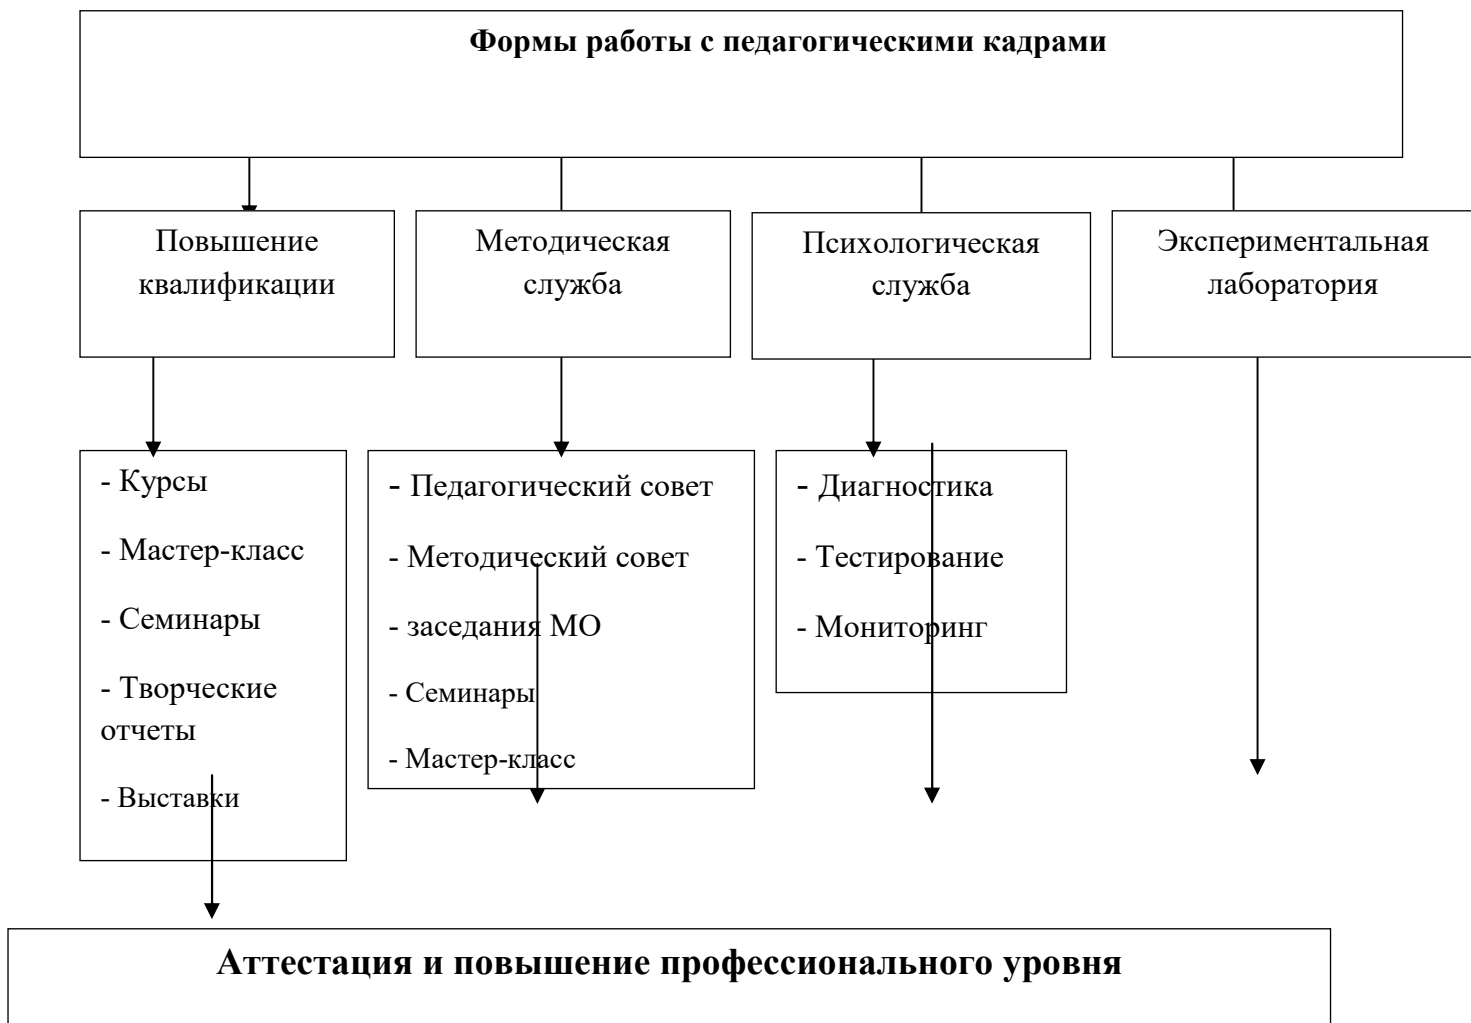 Формы работы с педагогическими кадрами
Повышение
квалификации
Методическая
служба
Психологическая
служба
Экспериментальная
лаборатория
- Курсы
- Мастер-класс
- Семинары
- Творческие
отчеты
- Выставки
- Педагогический совет
- Методический совет
- заседания МО
- Семинары
- Мастер-класс
- Диагностика
- Тестирование
- Мониторинг
Аттестация и повышение профессионального уровня